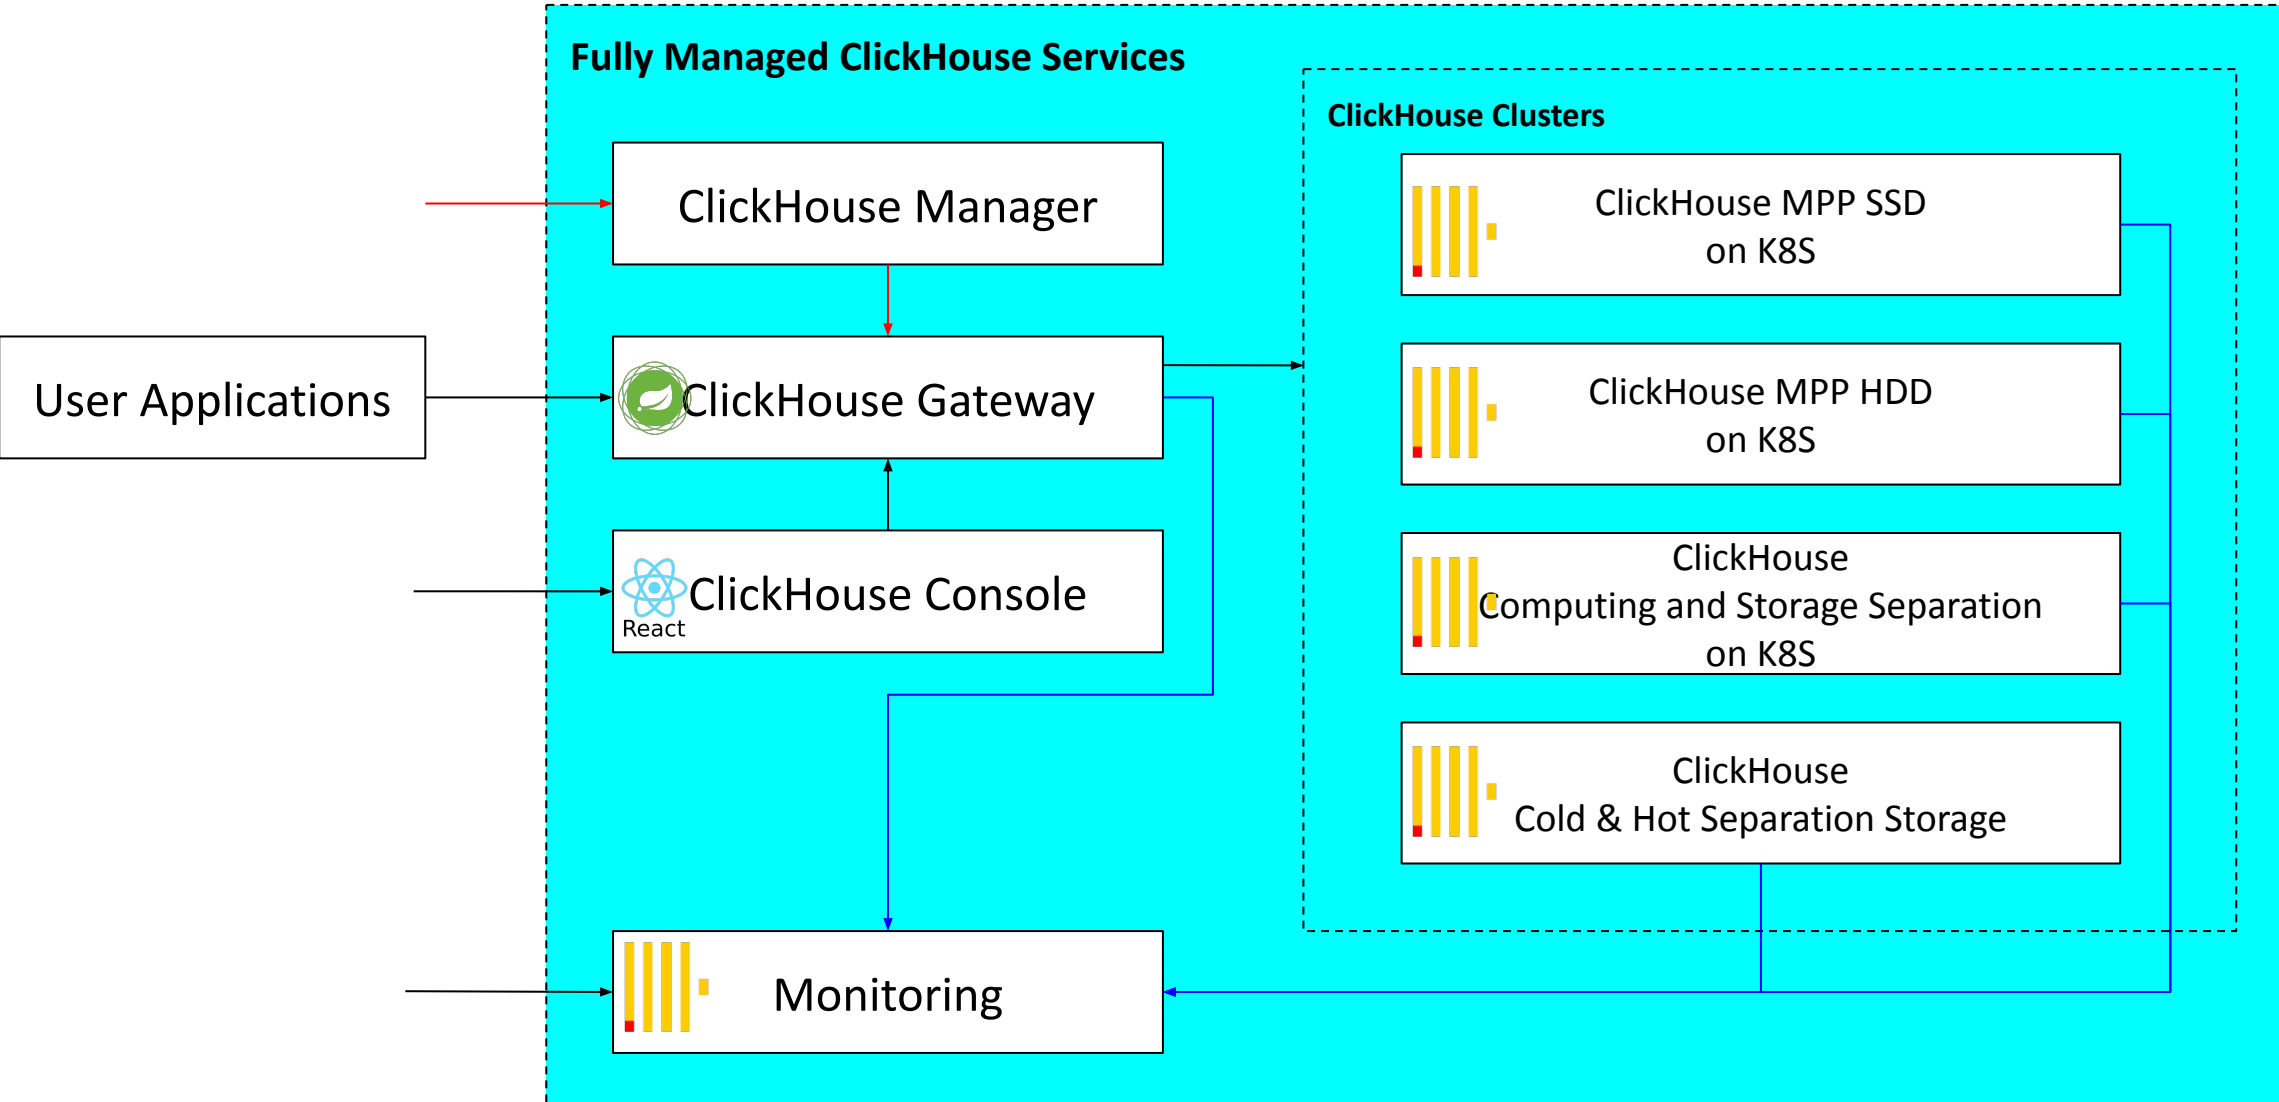 Fully Managed ClickHouse Services
ClickHouse Clusters
ClickHouse Manager
User Applications
ClickHouse Gateway
ClickHouse Console
React
Monitoring
ClickHouse MPP SSD
on K8S
ClickHouse MPP HDD
on K8S
ClickHouse
Computing and Storage Separation
on K8S
ClickHouse
Cold & Hot Separation Storage